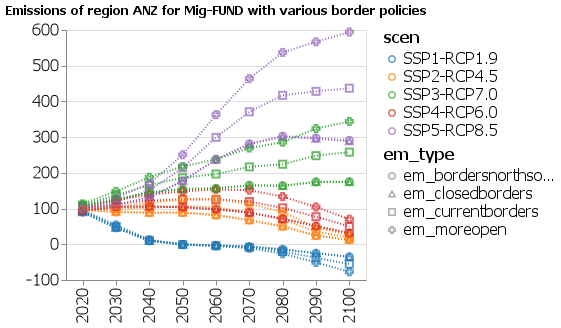 Emissions of region ANZ for Mig-FUND with various border policies
600
500
400
300
200
100
0
-100
2020
2030
2040
2050
2060
2070
2080
2090
2100
scen
SSP1-RCP1.9
SSP2-RCP4.5
SSP3-RCP7.0
SSP4-RCP6.0
SSP5-RCP8.5
em_type
em_bordersnorthso...
em_closedborders
em_currentborders
em_moreopen